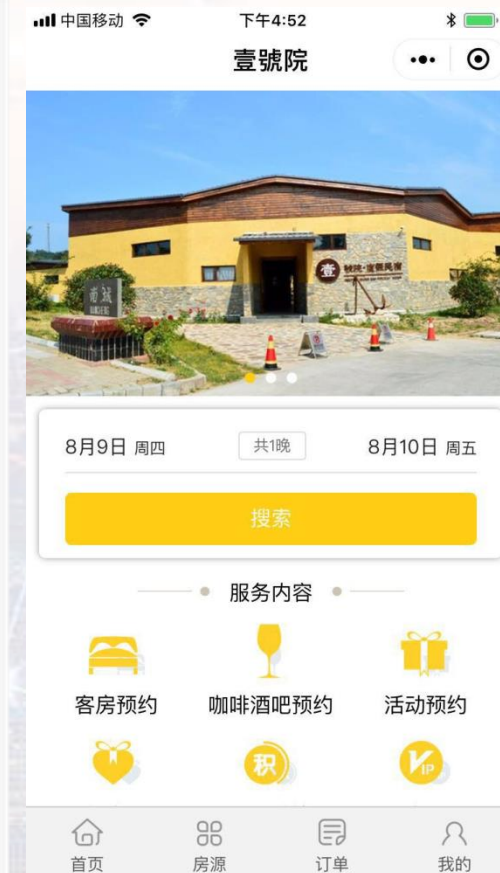 中国移动
下午4:52
壹號院
8月9日 周四
共1晚
8月10日 周五
搜索
服务内容
客房预约
咖啡酒吧预约
活动预约
积
VIP
首页
房源
订单
我的